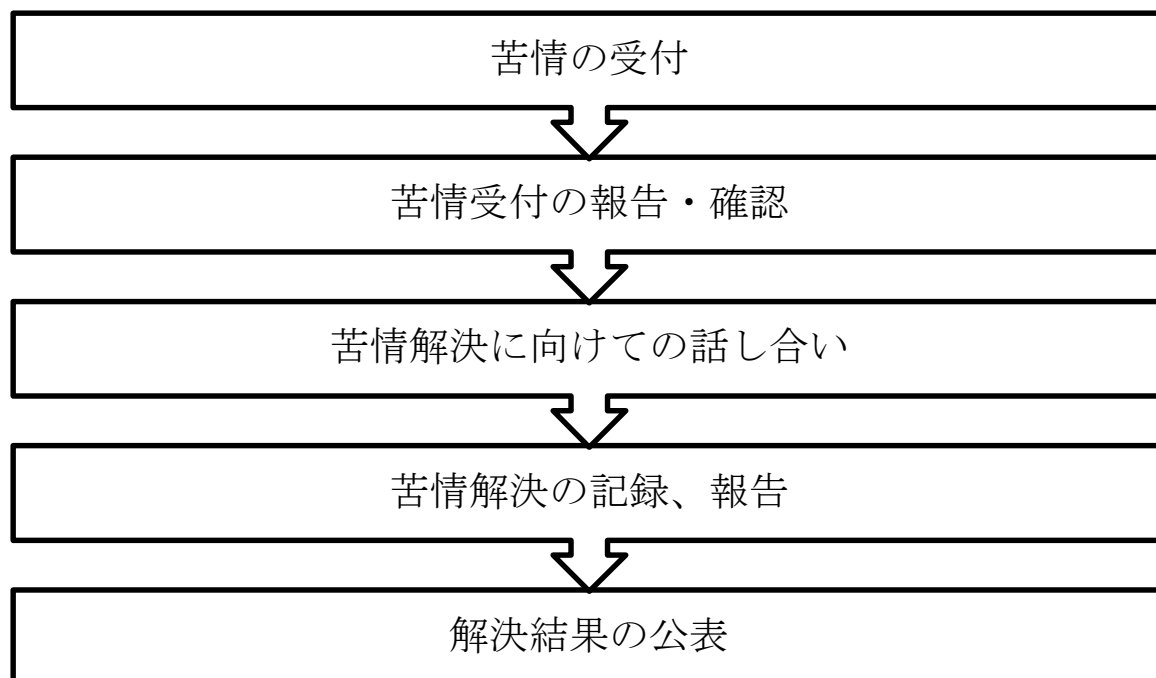 苦情の受付
苦情受付の報告・確認
苦情解決に向けての話し合い
苦情解決の記録、報告
解決結果の公表